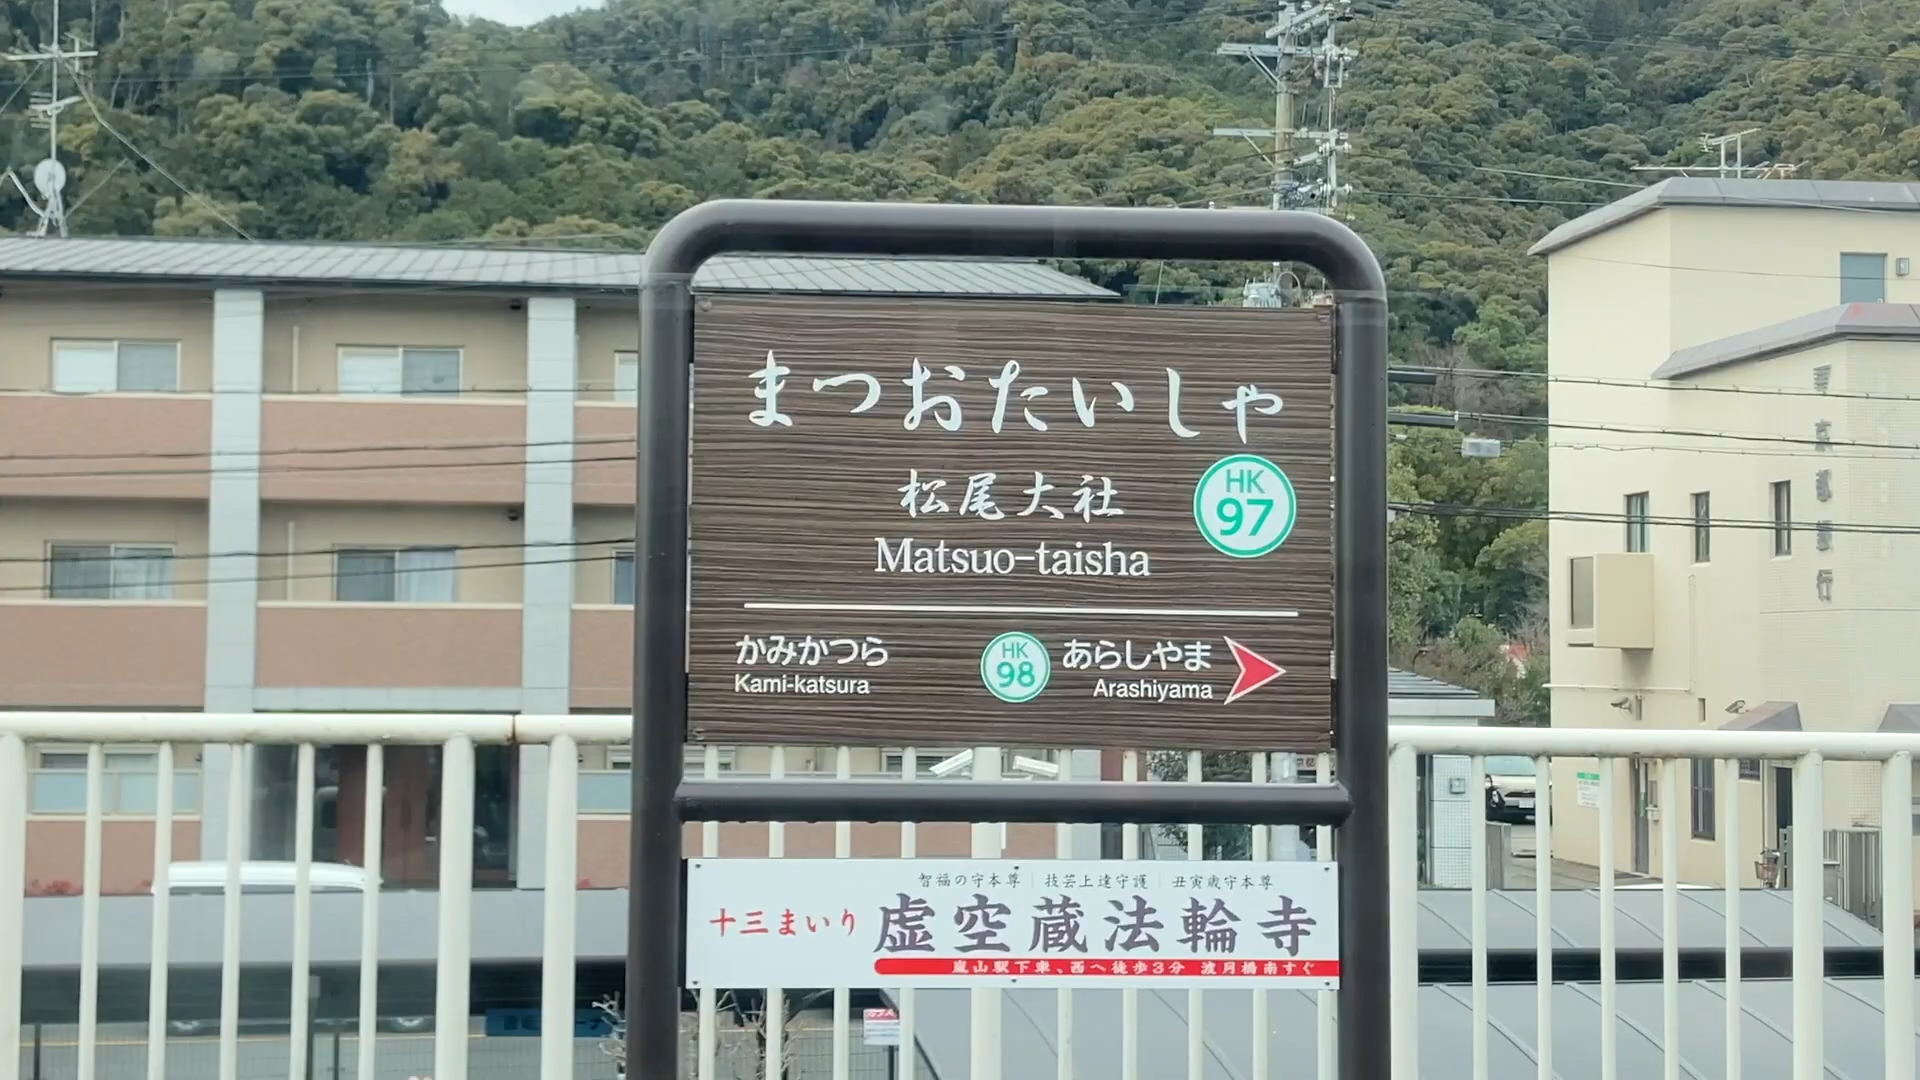 まつおたいしゃ
松尾大社
HK
97
Matsuo-taisha
かみかつら
Kami-katsura
HK
98
あらしやま
Arashiyama
智福の守本尊 | 技芸上達守護 | 丑寅歳守本尊
十三まいり 虚空蔵法輪寺
嵐山駅下車、西へ徒歩3分 渡月橋南すぐ
京都銀行